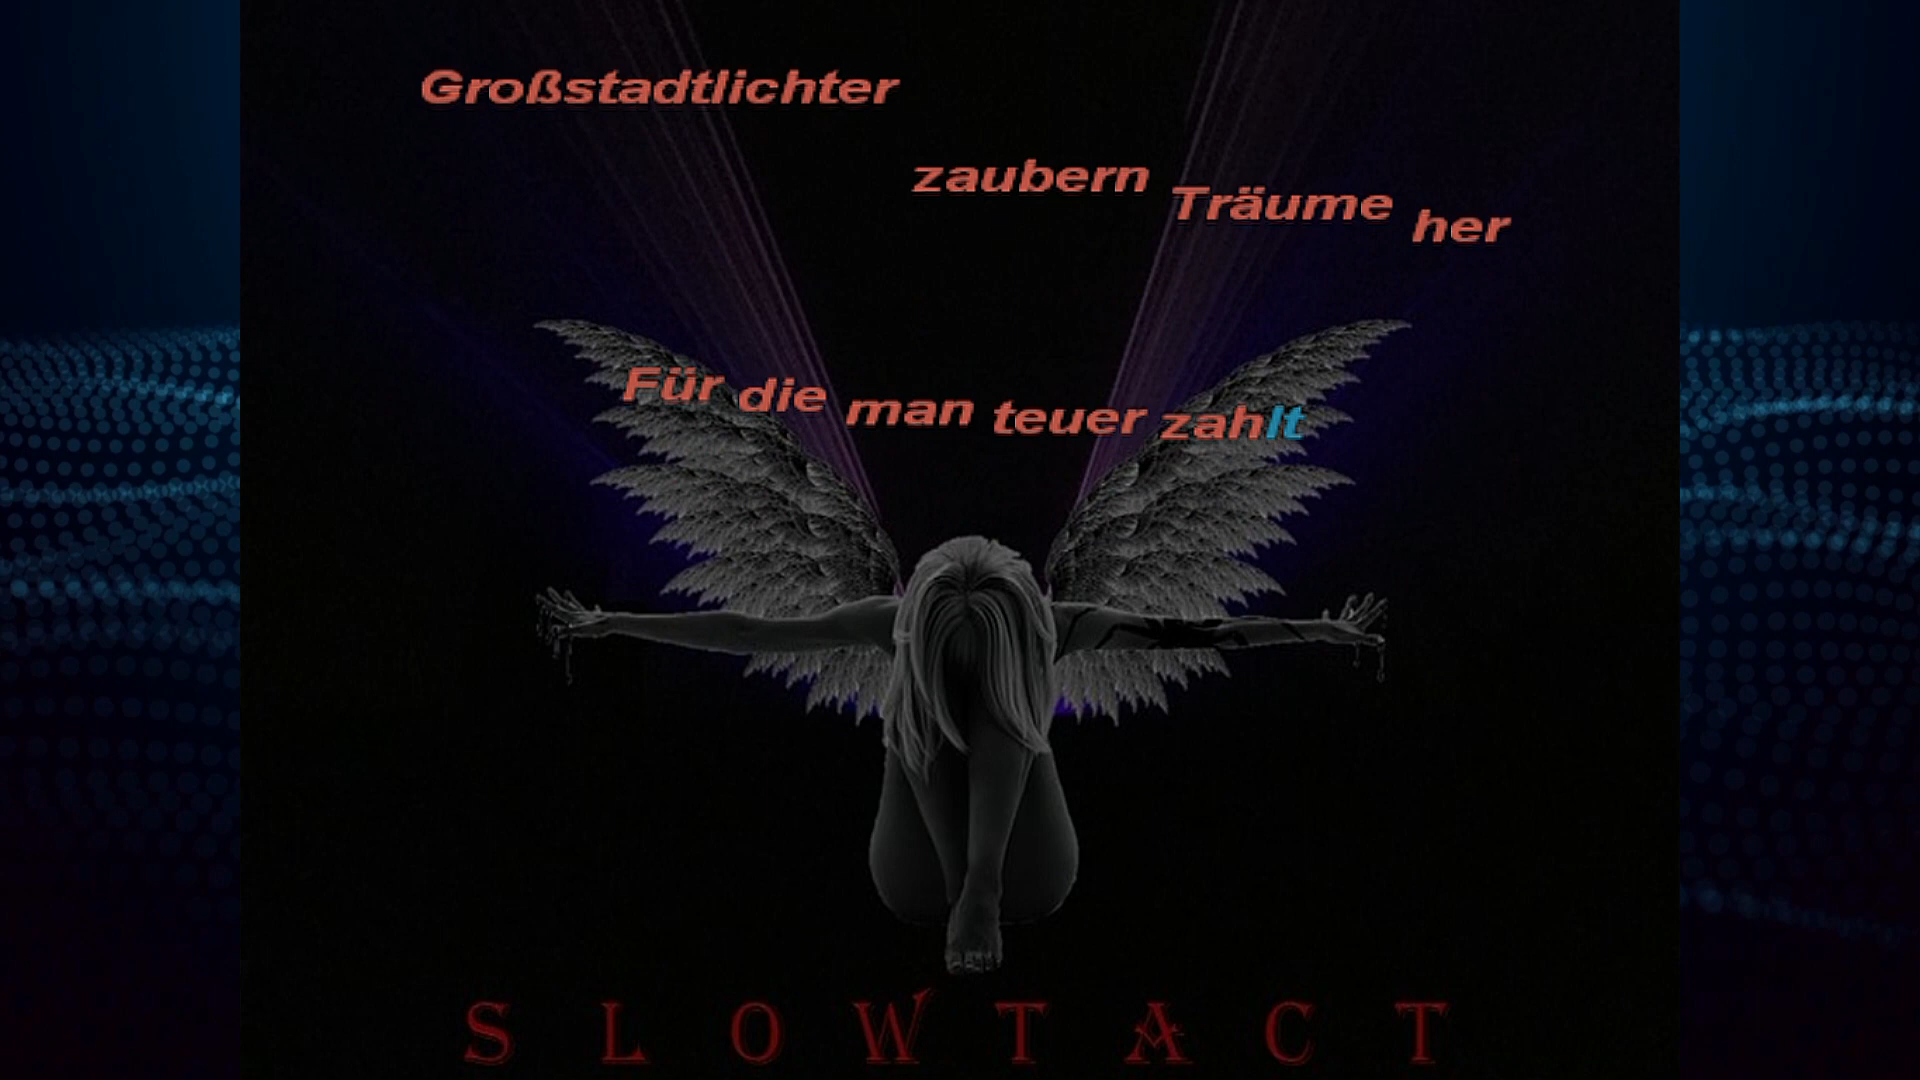 Großstadtlichter
zaubern Träume her
Für die man teuer zahlt
SLOWTACT